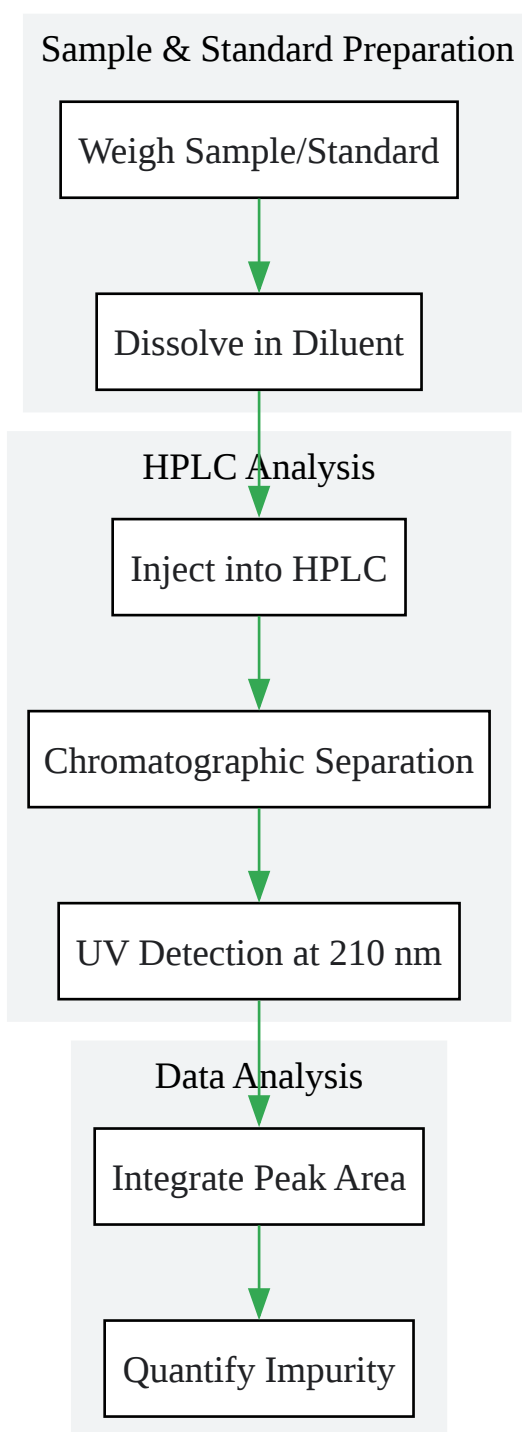 Sample & Standard Preparation
Weigh Sample/Standard
Dissolve in Diluent
HPLC Analysis
Inject into HPLC
Chromatographic Separation
UV Detection at 210 nm
Data Analysis
Integrate Peak Area
Quantify Impurity